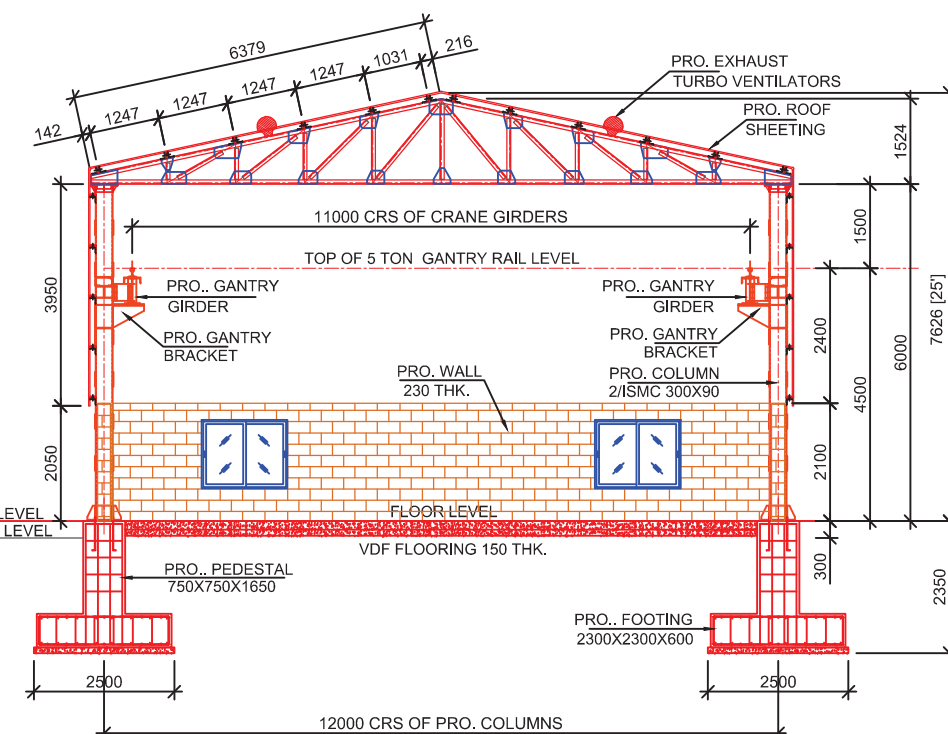 6379
142
1247
1247
1247
1247
1031
216
PRO. EXHAUST
TURBO VENTILATORS
PRO. ROOF
SHEETING
1524
11000 CRS OF CRANE GIRDERS
TOP OF 5 TON GANTRY RAIL LEVEL
PRO.. GANTRY
GIRDER
PRO. GANTRY
BRACKET
PRO.. GANTRY
GIRDER
PRO. GANTRY
BRACKET
PRO. WALL
230 THK.
PRO. COLUMN
2/ISMC 300X90
3950
2050
1500
2400
4500
2100
6000
7626 [25']
300
2350
LEVEL
LEVEL
FLOOR LEVEL
VDF FLOORING 150 THK.
PRO.. PEDESTAL
750X750X1650
PRO.. FOOTING
2300X2300X600
2500
2500
12000 CRS OF PRO. COLUMNS